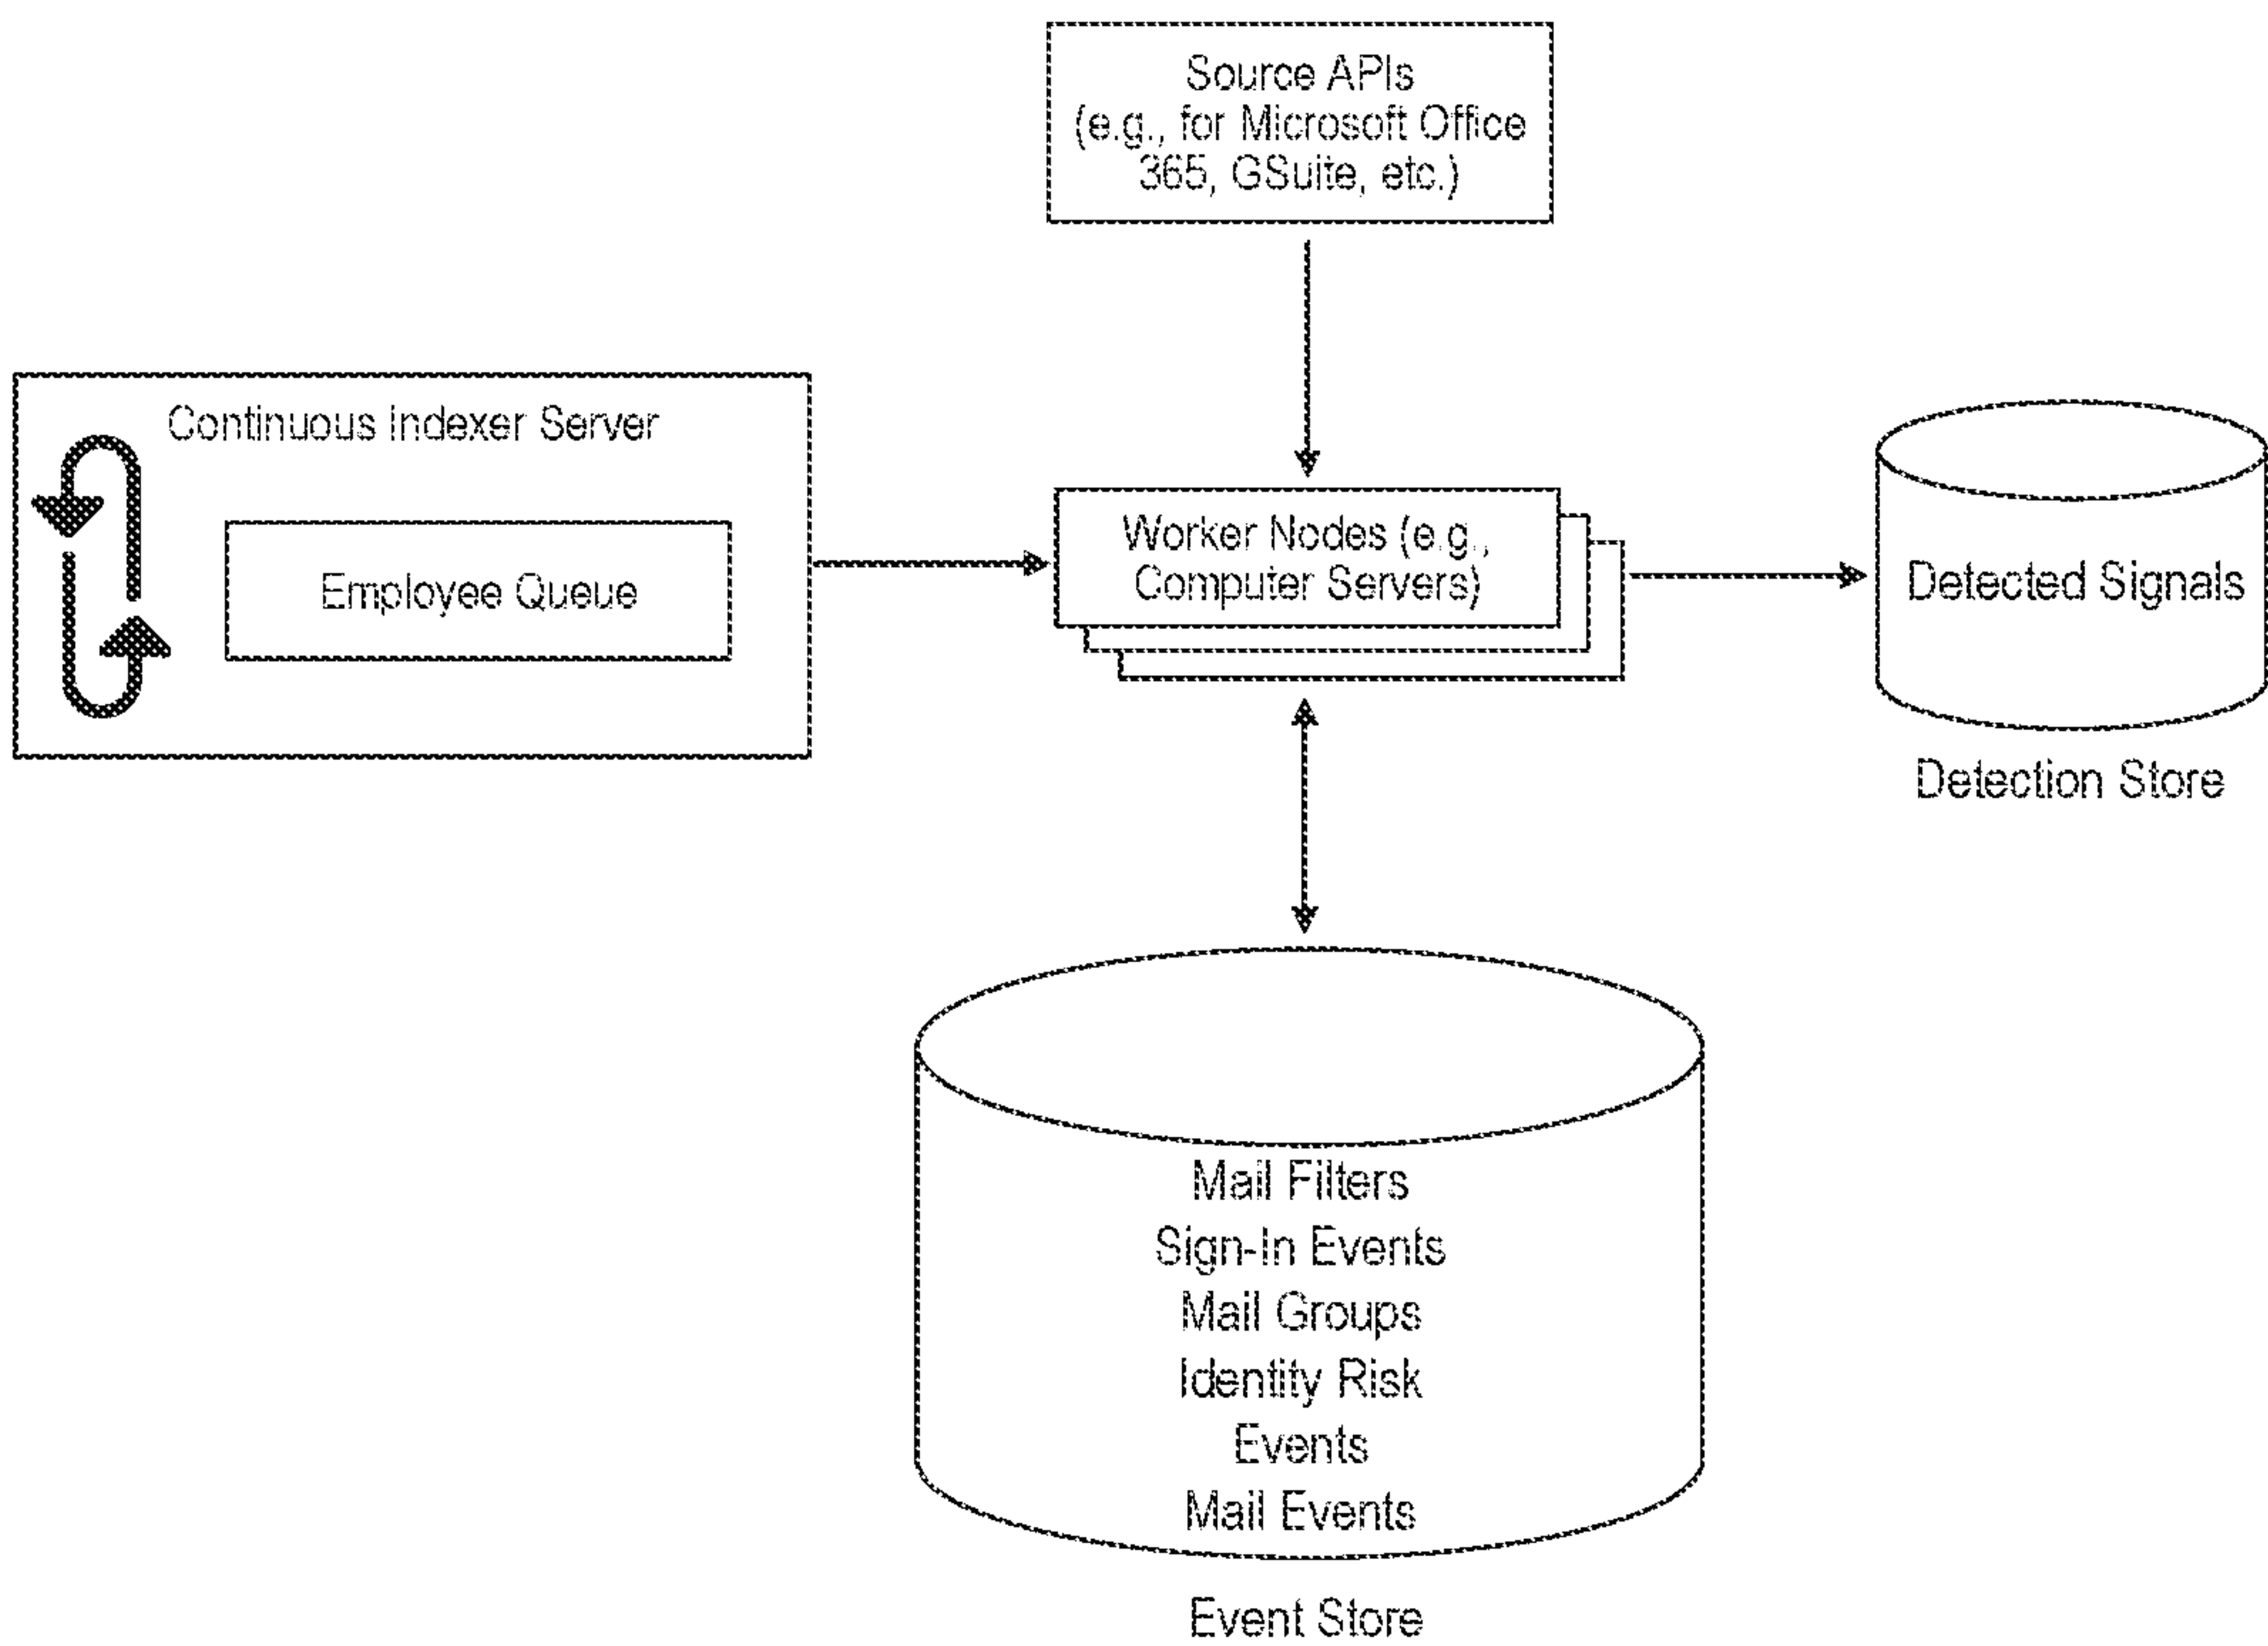 Source APIs
(e.g., for Microsoft Office
365, GSuite, etc.)
Continuous Indexer Server
Employee Queue
Worker Nodes (e.g.,
Computer Servers)
Detected Signals
Detection Store
Mail Filters
Sign-In Events
Mail Groups
Identity Risk
Events
Mail Events
Event Store